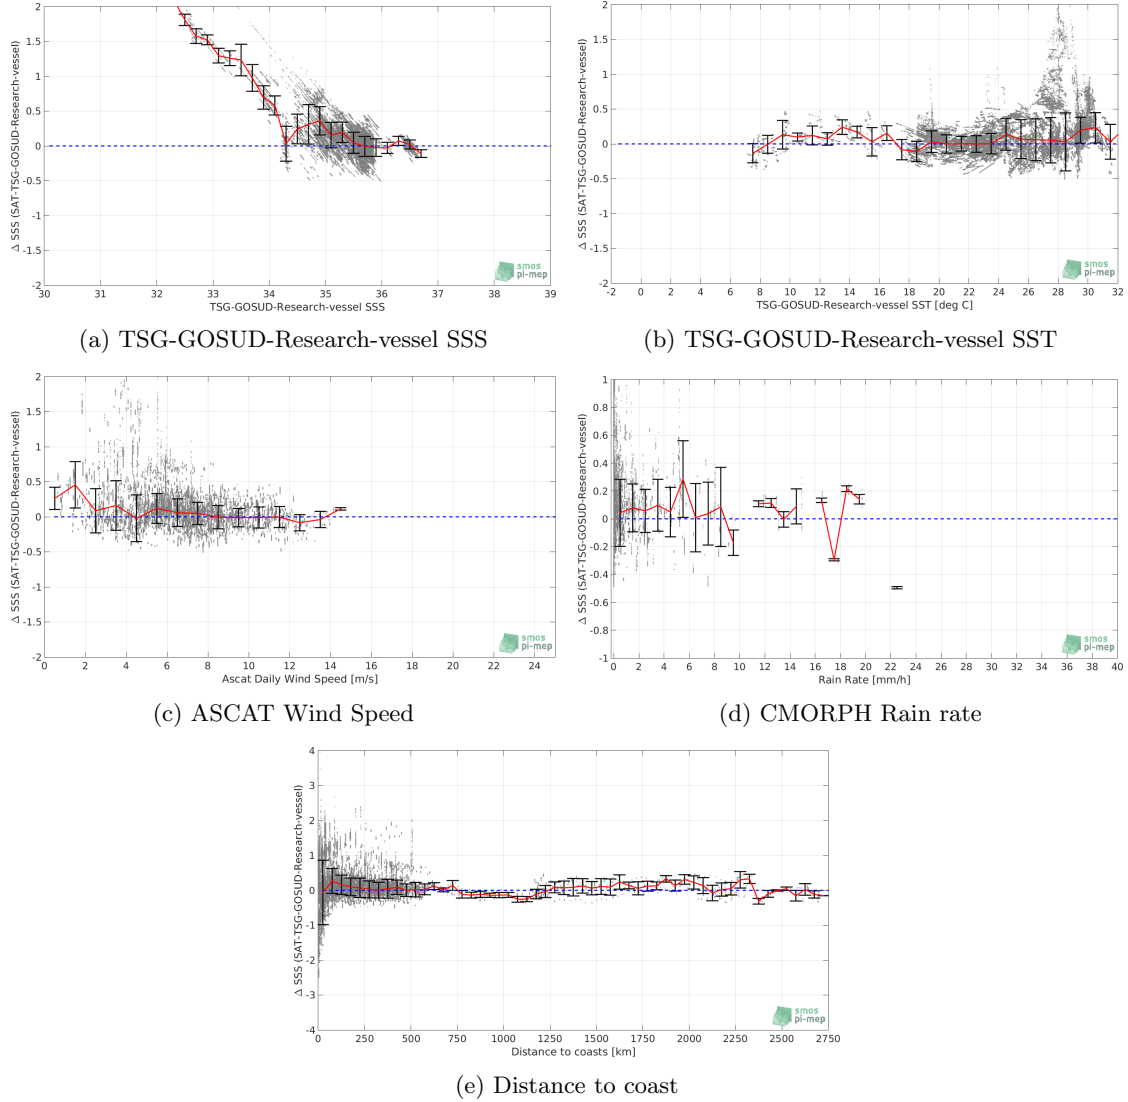 2
1.5
1
0.5
0
-0.5
-1
-1.5
-2
30 31 32 33 34 35 36 37 38 39
TSG-GOSUD-Research-vessel SSS
Δ SSS (SAT-TSG-GOSUD-Research-vessel)
smos
pi-mep
(a) TSG-GOSUD-Research-vessel SSS
2
1.5
1
0.5
0
-0.5
-1
-1.5
-2
-2 0 2 4 6 8 10 12 14 16 18 20 22 24 26 28 30 32
TSG-GOSUD-Research-vessel SST [deg C]
Δ SSS (SAT-TSG-GOSUD-Research-vessel)
smos
pi-mep
(b) TSG-GOSUD-Research-vessel SST
2
1.5
1
0.5
0
-0.5
-1
-1.5
-2
0 2 4 6 8 10 12 14 16 18 20 22 24
Ascat Daily Wind Speed [m/s]
Δ SSS (SAT-TSG-GOSUD-Research-vessel)
smos
pi-mep
(c) ASCAT Wind Speed
1
0.8
0.6
0.4
0.2
0
-0.2
-0.4
-0.6
-0.8
-1
0 2 4 6 8 10 12 14 16 18 20 22 24 26 28 30 32 34 36 38 40
Rain Rate [mm/h]
Δ SSS (SAT-TSG-GOSUD-Research-vessel)
smos
pi-mep
(d) CMORPH Rain rate
4
3
2
1
0
-1
-2
-3
-4
0 250 500 750 1000 1250 1500 1750 2000 2250 2500 2750
Distance to coasts [km]
Δ SSS (SAT-TSG-GOSUD-Research-vessel)
smos
pi-mep
(e) Distance to coast